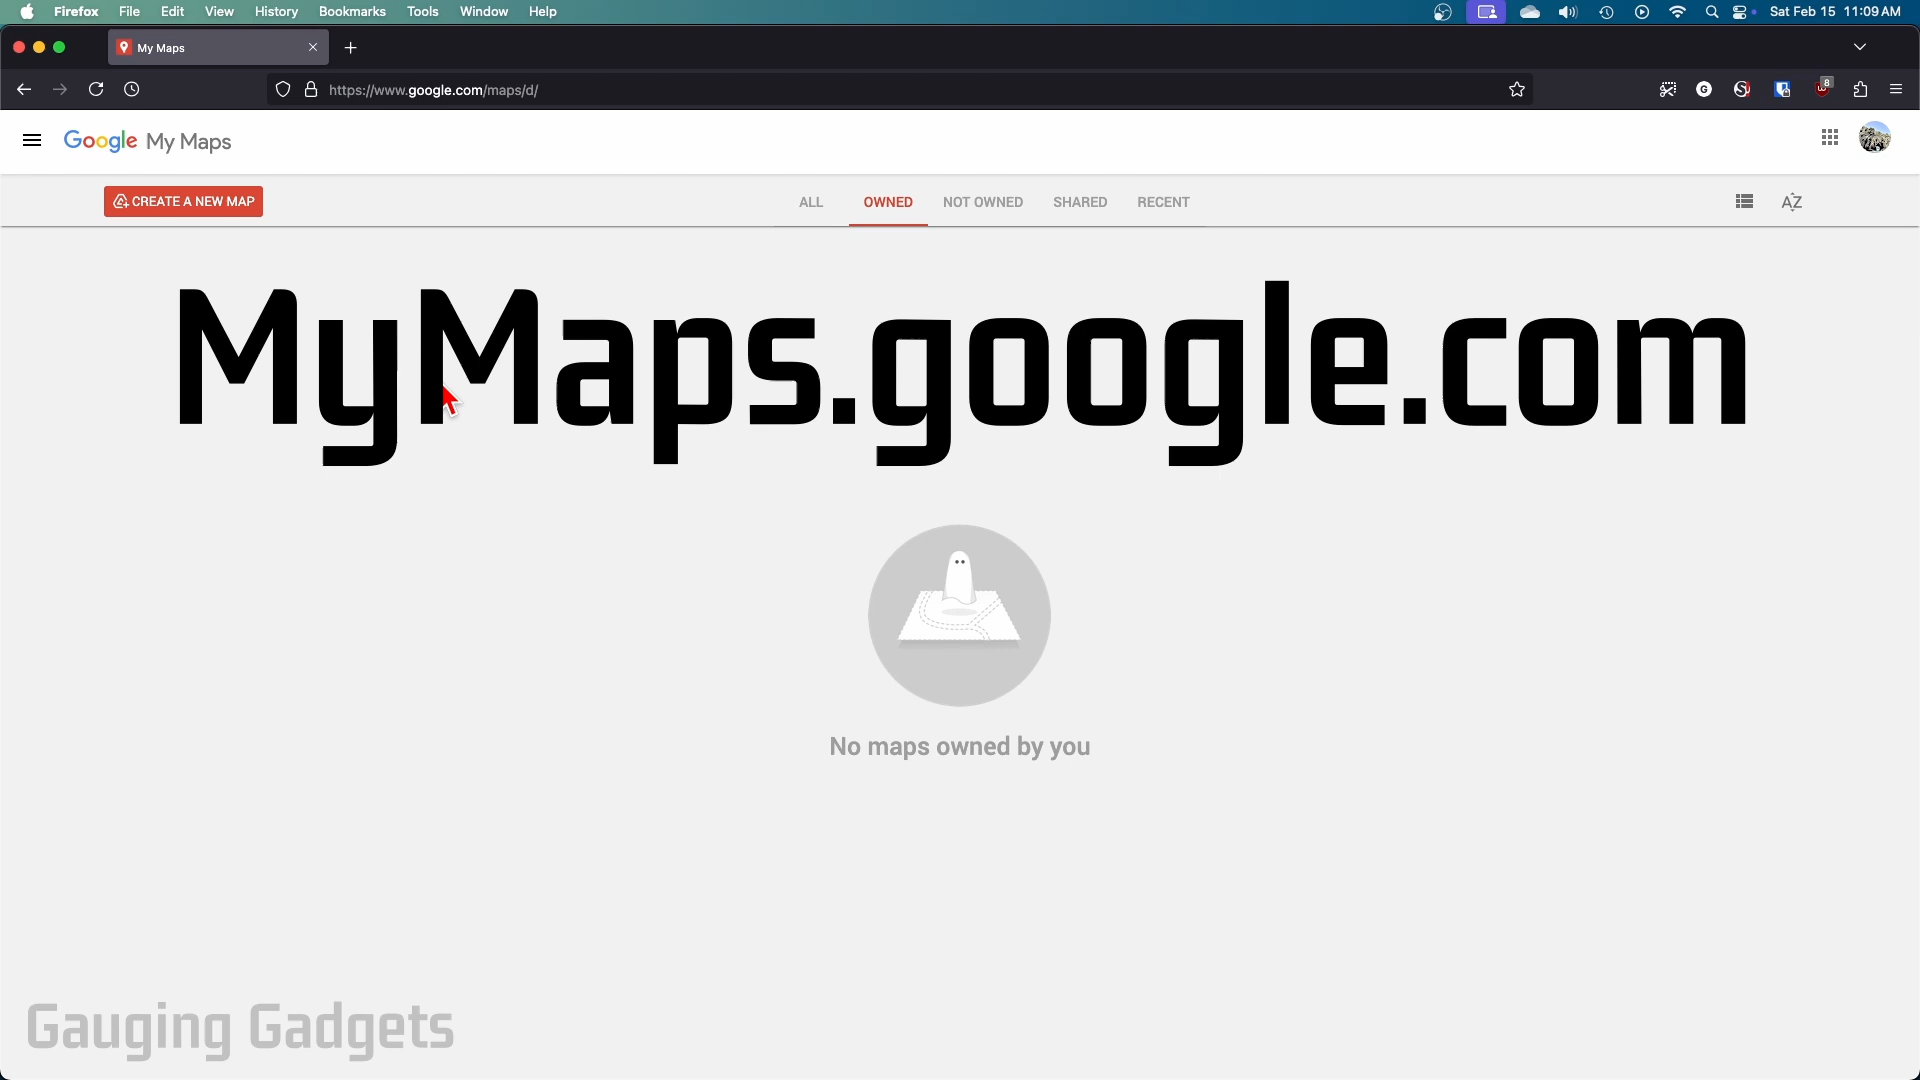 Firefox File Edit View History Bookmarks Tools Window Help
Sat Feb 15 11:09 AM
My Maps
https://www.google.com/maps/d/
8
Google My Maps
CREATE A NEW MAP
ALL OWNED NOT OWNED SHARED RECENT
AZ
MyMaps.google.com
No maps owned by you
Gauging Gadgets